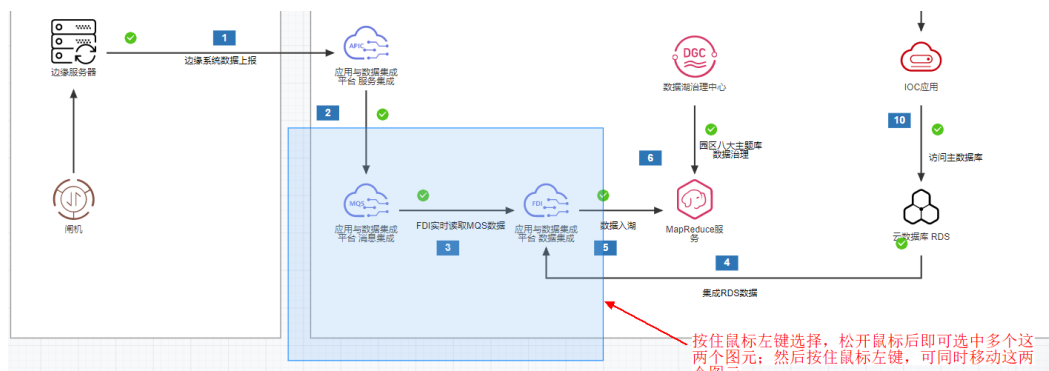 1
边缘服务器
边缘系统数据上报
APIC
应用与数据集成
平台 服务集成
DGC
数据湖治理中心
IOC应用
2
10
园区八大主题库
数据治理
6
访问主数据库
闸机
MQS
应用与数据集成
平台 消息集成
FDI实时读取MQS数据
3
FDI
应用与数据集成
平台 数据集成
数据入湖
5
MapReduce服
务
云数据库 RDS
4
集成RDS数据
按住鼠标左键选择，松开鼠标后即可选中多个这
两个图元；然后按住鼠标左键，可同时移动这两
个图元